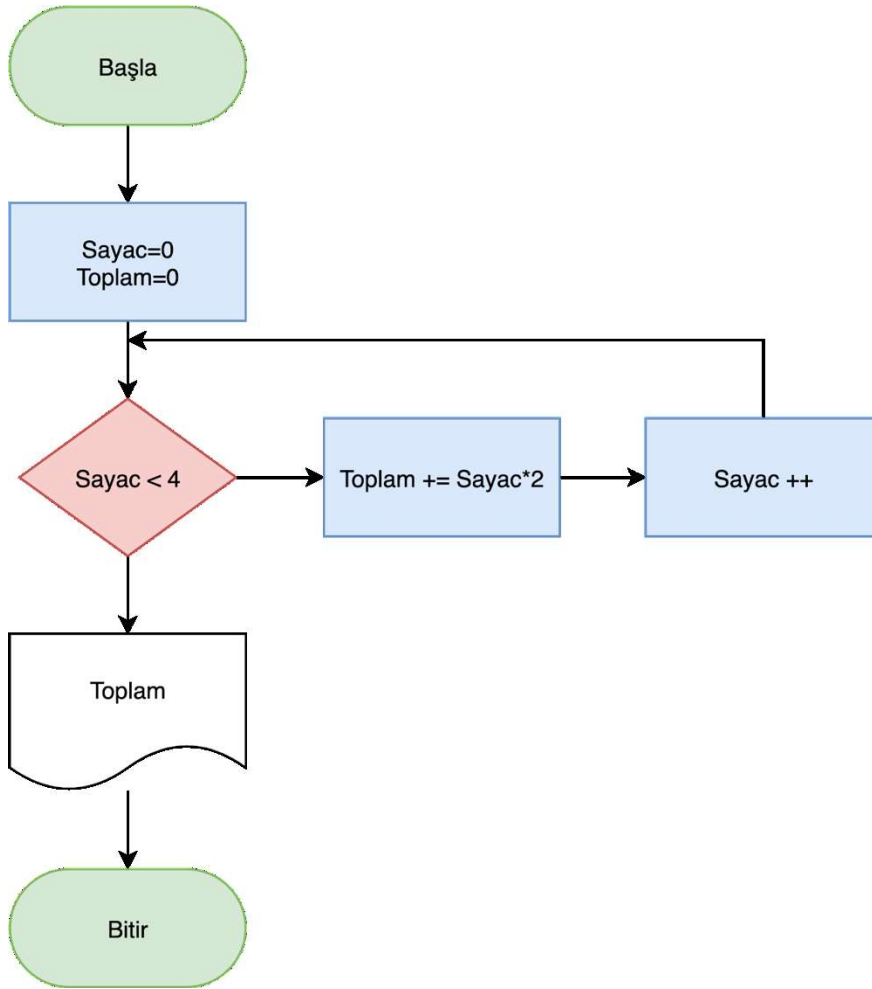 Başla
Sayac=0
Toplam=0
Sayac < 4
Toplam += Sayac*2
Sayac ++
Toplam
Bitir